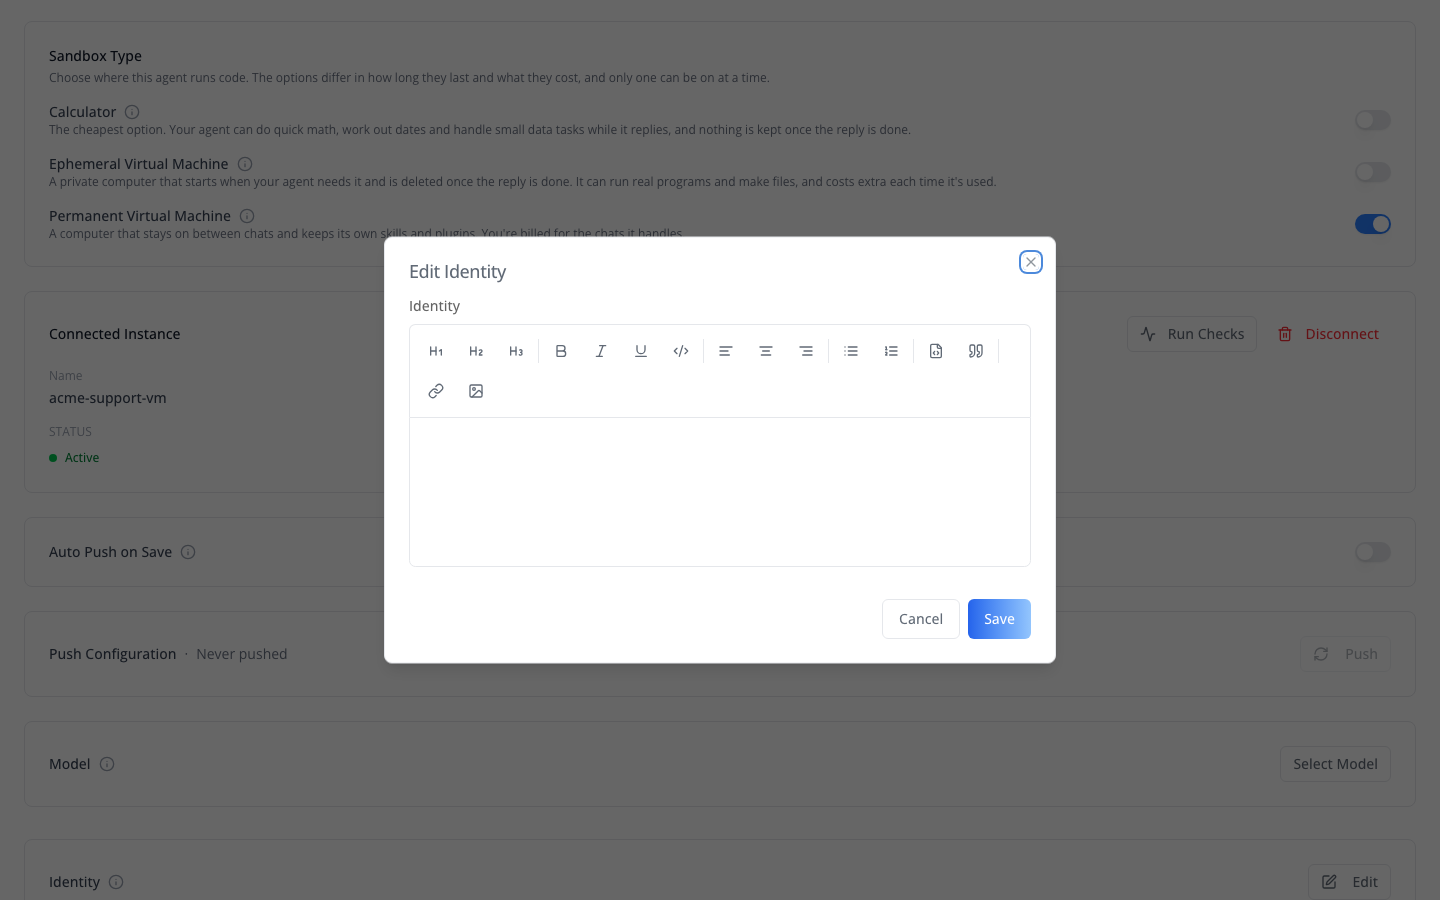 Sandbox Type
Choose where this agent runs code. The options differ in how long they last and what they cost, and only one can be on at a time.
Calculator
The cheapest option. Your agent can do quick math, work out dates and handle small data tasks while it replies, and nothing is kept once the reply is done.
Ephemeral Virtual Machine
A private computer that starts when your agent needs it and is deleted once the reply is done. It can run real programs and make files, and costs extra each time it's used.
Permanent Virtual Machine
A computer that stays on between chats and keeps its own skills and plugins. You're billed for the chats it handles.
Edit Identity
Identity
H1 H2 H3
Connected Instance
Run Checks
Disconnect
Name
acme-support-vm
STATUS
Active
Auto Push on Save
Cancel
Save
Push Configuration · Never pushed
Push
Model
Select Model
Identity
Edit